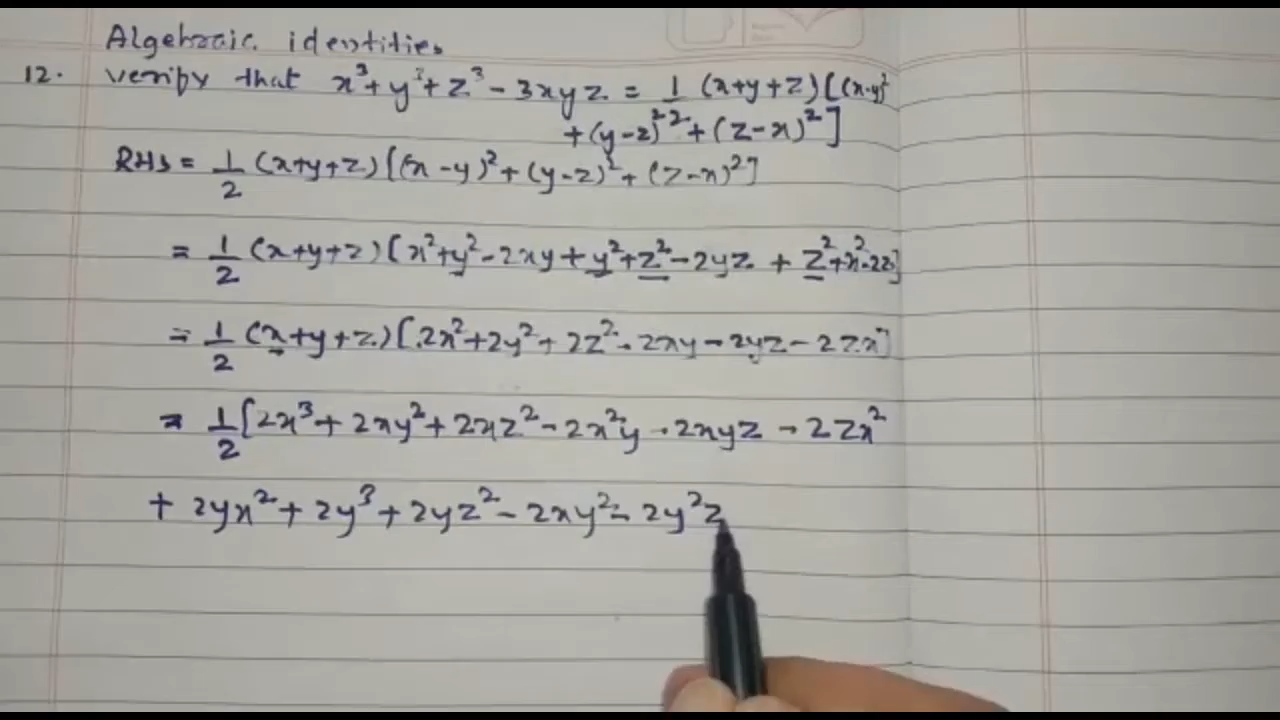 Algebraic identities
12. verify that x³+y³+z³-3xyz = 1/2 (x+y+z)[(x-y)²
+(y-z)²+(z-x)²]
RHS = 1/2 (x+y+z)[(x-y)²+(y-z)²+(z-x)²]
= 1/2 (x+y+z)[x²+y²-2xy+y²+z²-2yz+z²+x²-2zx]
= 1/2 (x+y+z)[2x²+2y²+2z²-2xy-2yz-2zx]
= 1/2 [2x³+2xy²+2xz²-2x²y-2xyz-2zx²
+ 2yx²+2y³+2yz²-2xy²-2y²z